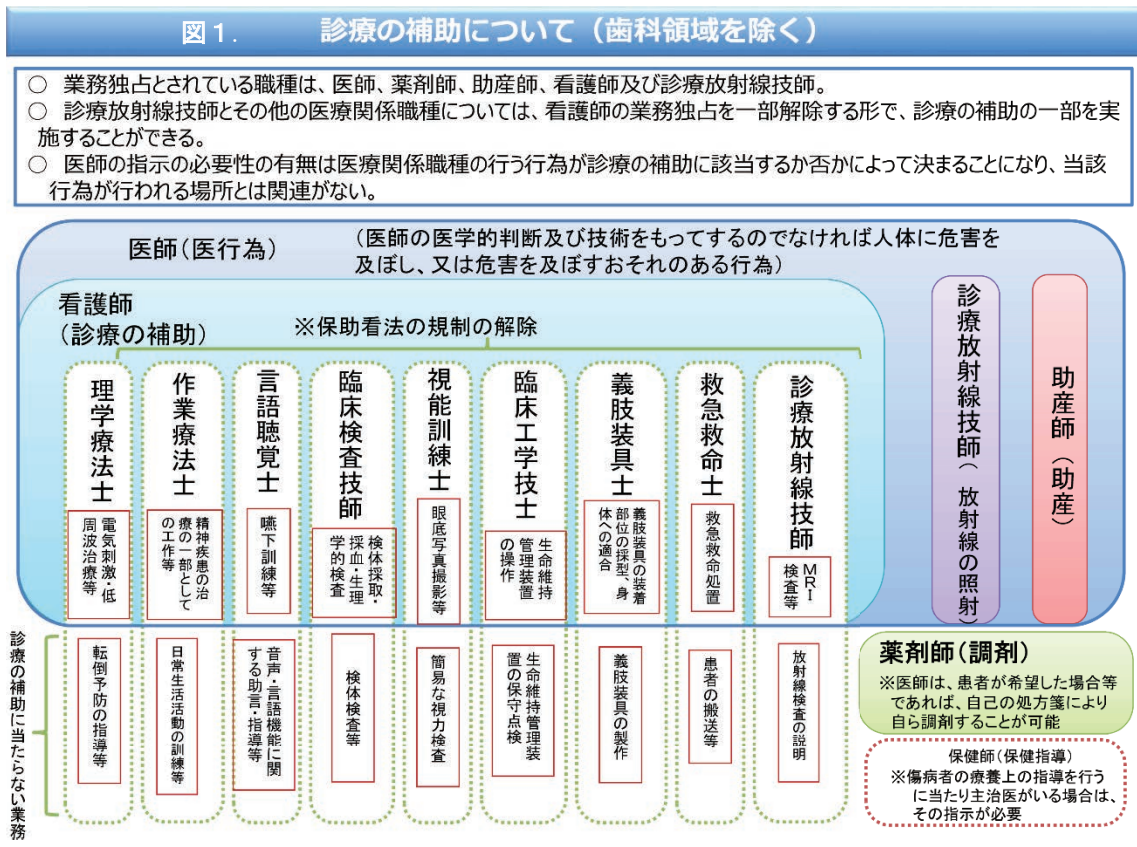 図１. 診療の補助について（歯科領域を除く）
○ 業務独占とされている職種は、医師、薬剤師、助産師、看護師及び診療放射線技師。
○ 診療放射線技師とその他の医療関係職種については、看護師の業務独占を一部解除する形で、診療の補助の一部を実
施することができる。
○ 医師の指示の必要性の有無は医療関係職種の行う行為が診療の補助に該当するか否かによって決まることになり、当該
行為が行われる場所とは関連がない。
医師（医行為）
（医師の医学的判断及び技術をもってするのでなければ人体に危害を
及ぼし、又は危害を及ぼすおそれのある行為）
看護師
（診療の補助）
※保助看法の規制の解除
理学療法士
電気刺激・低
周波治療等
転倒予防の指導等
作業療法士
精神疾患の治
療の一部として
の工作等
日常生活活動の訓練等
言語聴覚士
嚥下訓練等
音声・言語機能に関
する助言・指導等
臨床検査技師
検体採取・
採血・生理
学的検査
検体検査等
視能訓練士
眼底写真撮影等
簡易な視力検査
臨床工学技士
生命維持
管理装置
の操作
生命維持管理装
置の保守点検
義肢装具士
義肢装具の装着
部位の採型、身
体への適合
義肢装具の製作
救急救命士
救急救命処置
患者の搬送等
診療放射線技師
ＭＲＩ
検査等
放射線検査の説明
診療放射線技師（放射線の照射）
助産師（助産）
診療の補助に当たらない業務
薬剤師（調剤）
※医師は、患者が希望した場合等
であれば、自己の処方箋により
自ら調剤することが可能
保健師（保健指導）
※傷病者の療養上の指導を行う
に当たり主治医がいる場合は、
その指示が必要